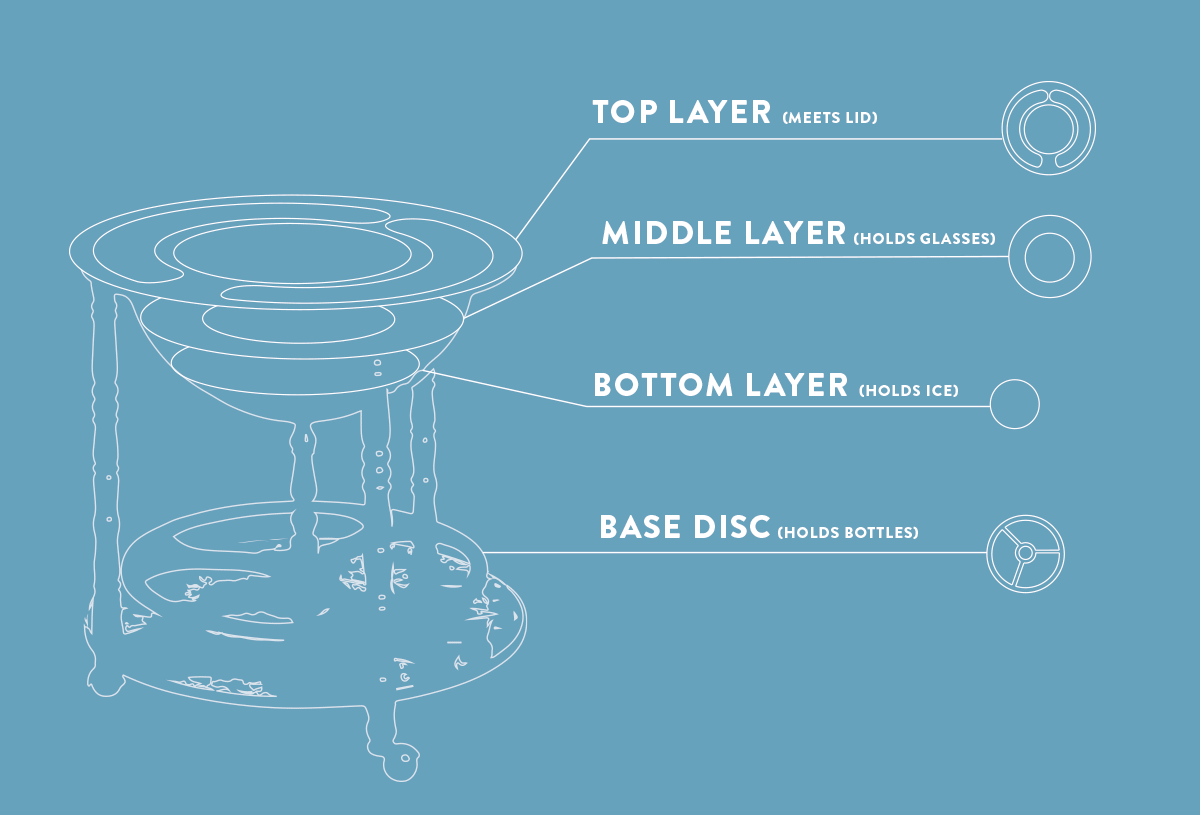 TOP LAYER (MEETS LID)
MIDDLE LAYER (HOLDS GLASSES)
BOTTOM LAYER (HOLDS ICE)
BASE DISC (HOLDS BOTTLES)